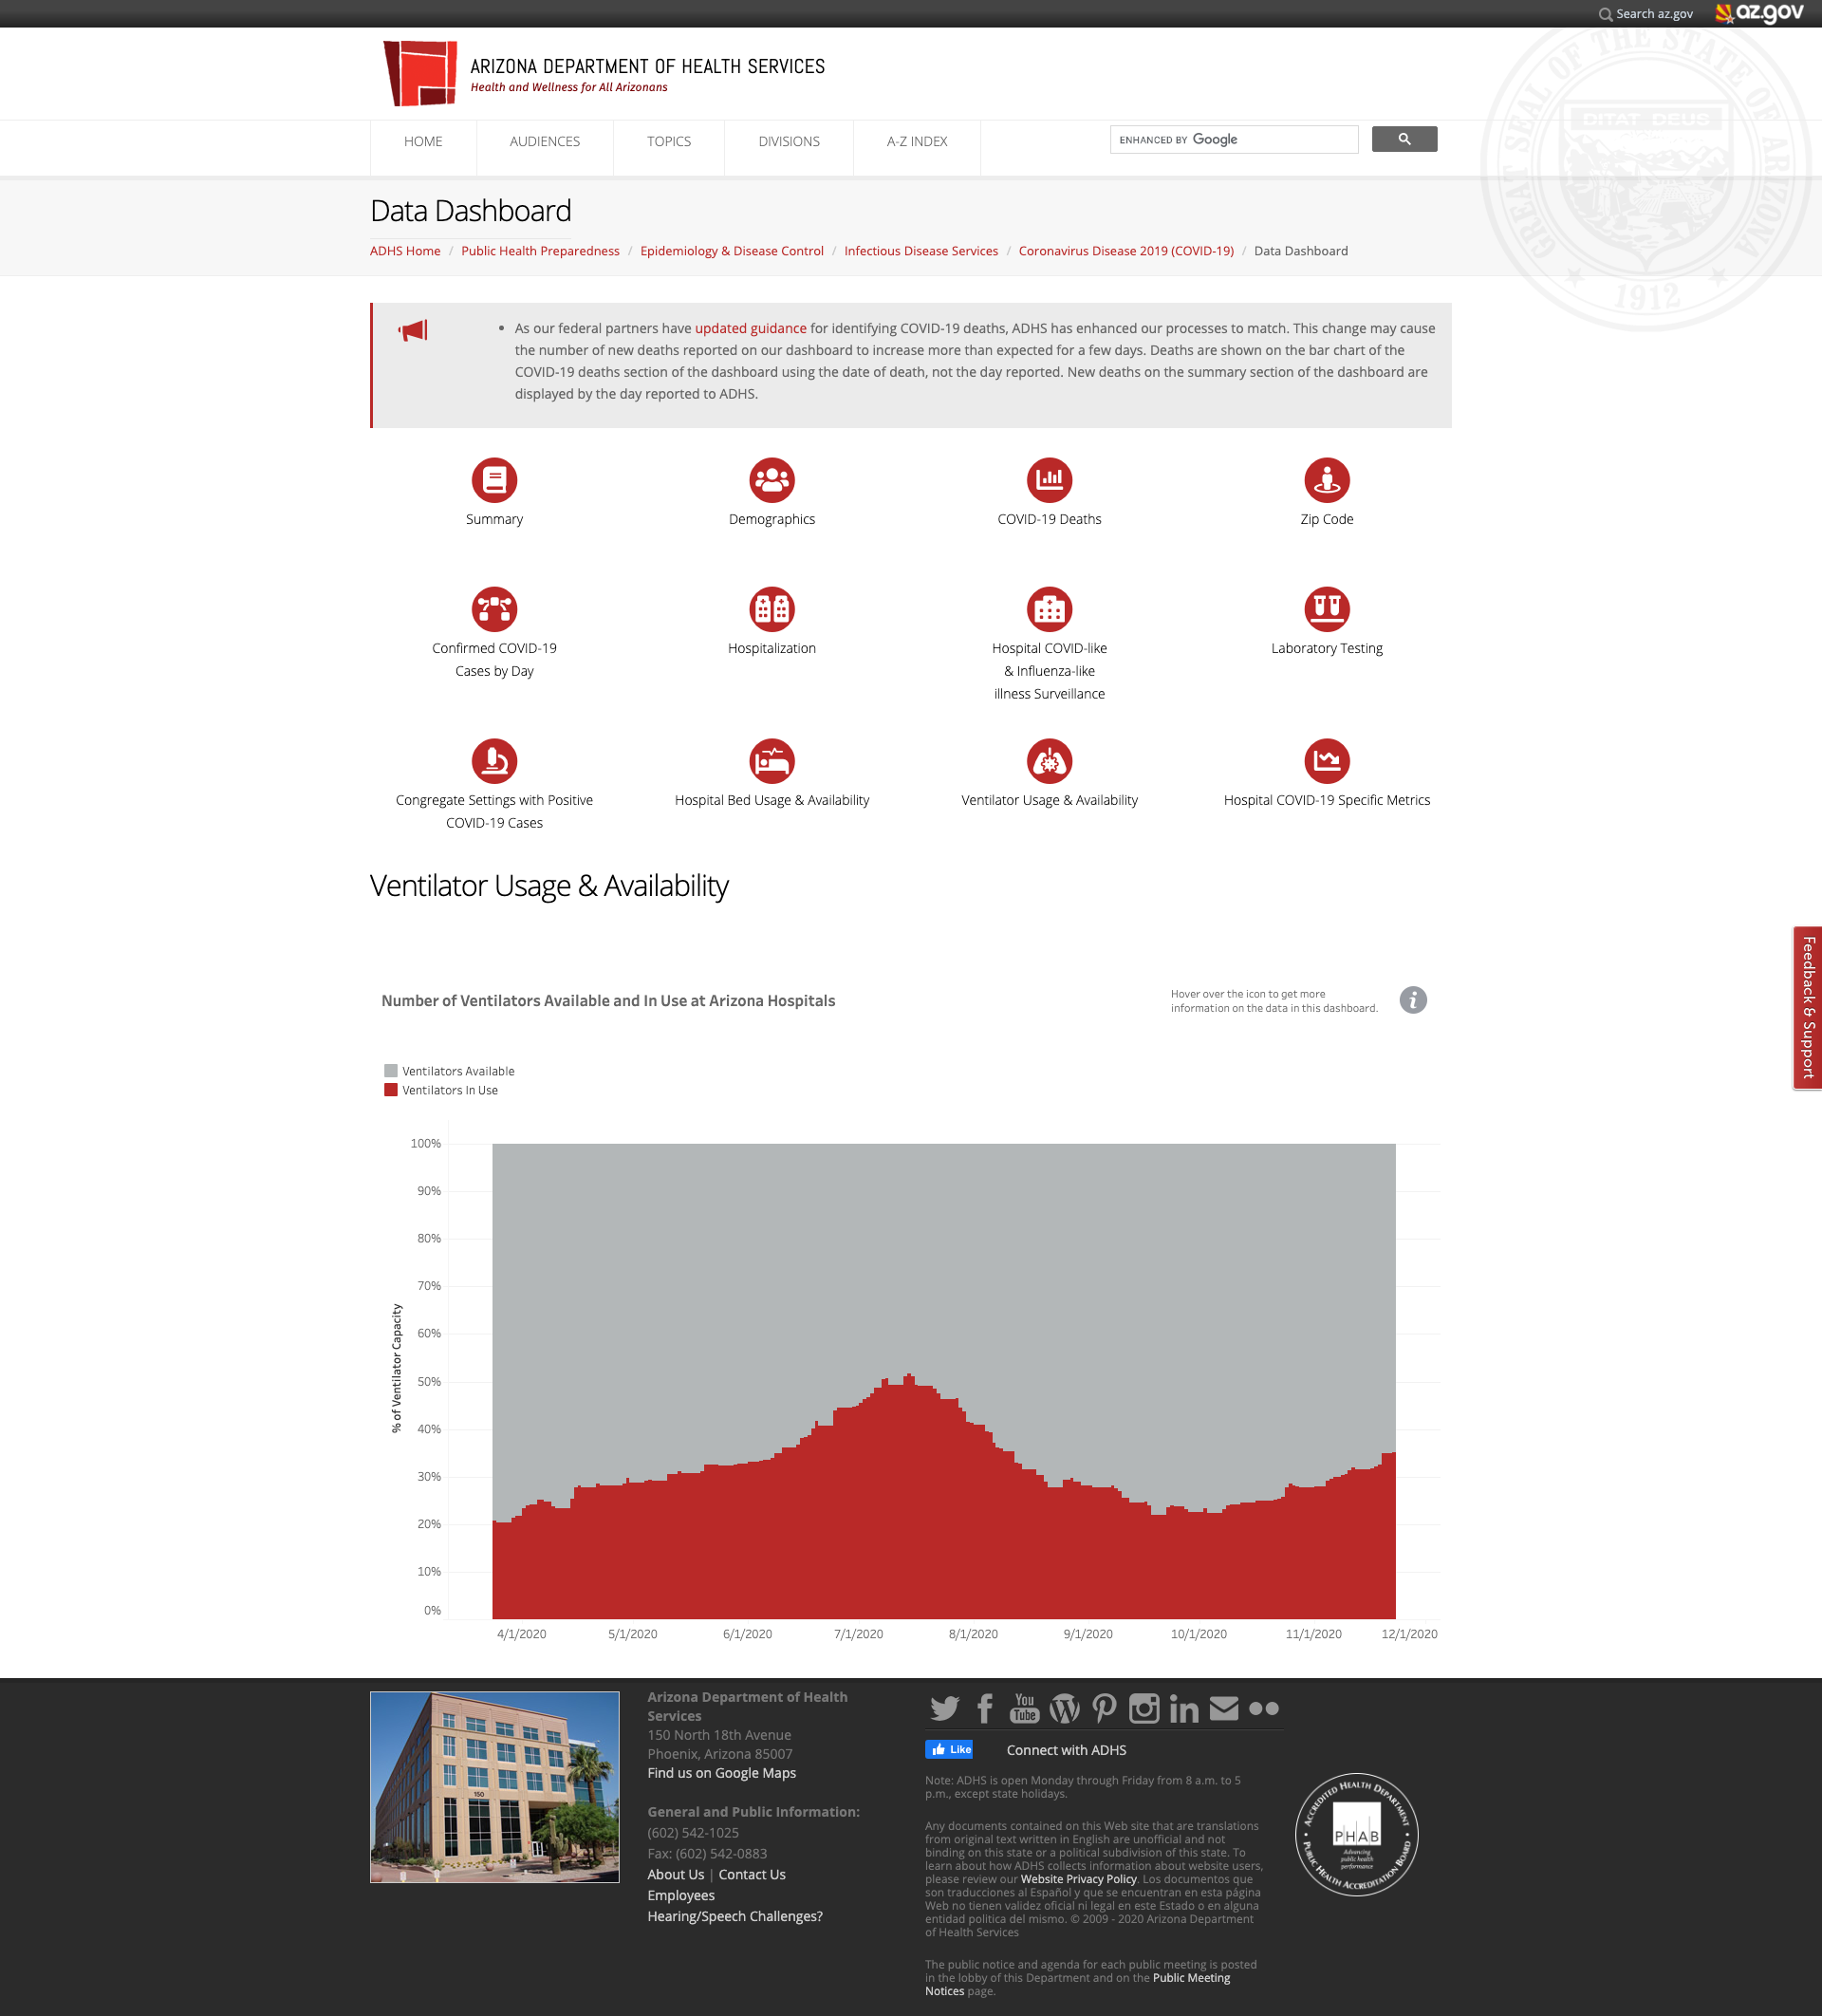 Search az.gov
az.gov
GREAT SEAL OF THE STATE OF ARIZONA
DITAT DEUS
1912
ARIZONA DEPARTMENT OF HEALTH SERVICES
Health and Wellness for All Arizonans
HOME
AUDIENCES
TOPICS
DIVISIONS
A-Z INDEX
ENHANCED BY Google
Data Dashboard
ADHS Home / Public Health Preparedness / Epidemiology & Disease Control / Infectious Disease Services / Coronavirus Disease 2019 (COVID-19) / Data Dashboard
• As our federal partners have updated guidance for identifying COVID-19 deaths, ADHS has enhanced our processes to match. This change may cause
the number of new deaths reported on our dashboard to increase more than expected for a few days. Deaths are shown on the bar chart of the
COVID-19 deaths section of the dashboard using the date of death, not the day reported. New deaths on the summary section of the dashboard are
displayed by the day reported to ADHS.
Summary
Demographics
COVID-19 Deaths
Zip Code
Confirmed COVID-19
Cases by Day
Hospitalization
Hospital COVID-like
& Influenza-like
illness Surveillance
Laboratory Testing
Congregate Settings with Positive
COVID-19 Cases
Hospital Bed Usage & Availability
Ventilator Usage & Availability
Hospital COVID-19 Specific Metrics
Ventilator Usage & Availability
Feedback & Support
Number of Ventilators Available and In Use at Arizona Hospitals
Hover over the icon to get more
information on the data in this dashboard.
i
Ventilators Available
Ventilators In Use
% of Ventilator Capacity
100%
90%
80%
70%
60%
50%
40%
30%
20%
10%
0%
4/1/2020
5/1/2020
6/1/2020
7/1/2020
8/1/2020
9/1/2020
10/1/2020
11/1/2020
12/1/2020
150
Arizona Department of Health
Services
150 North 18th Avenue
Phoenix, Arizona 85007
Find us on Google Maps
General and Public Information:
(602) 542-1025
Fax: (602) 542-0883
About Us | Contact Us
Employees
Hearing/Speech Challenges?
You
Tube
Like
Connect with ADHS
Note: ADHS is open Monday through Friday from 8 a.m. to 5
p.m., except state holidays.
Any documents contained on this Web site that are translations
from original text written in English are unofficial and not
binding on this state or a political subdivision of this state. To
learn about how ADHS collects information about website users,
please review our Website Privacy Policy. Los documentos que
son traducciones al Español y que se encuentran en esta página
Web no tienen validez oficial ni legal en este Estado o en alguna
entidad politica del mismo. © 2009 - 2020 Arizona Department
of Health Services
The public notice and agenda for each public meeting is posted
in the lobby of this Department and on the Public Meeting
Notices page.
ACCREDITED HEALTH DEPARTMENT
PHAB
Advancing
public health
performance
PUBLIC HEALTH ACCREDITATION BOARD